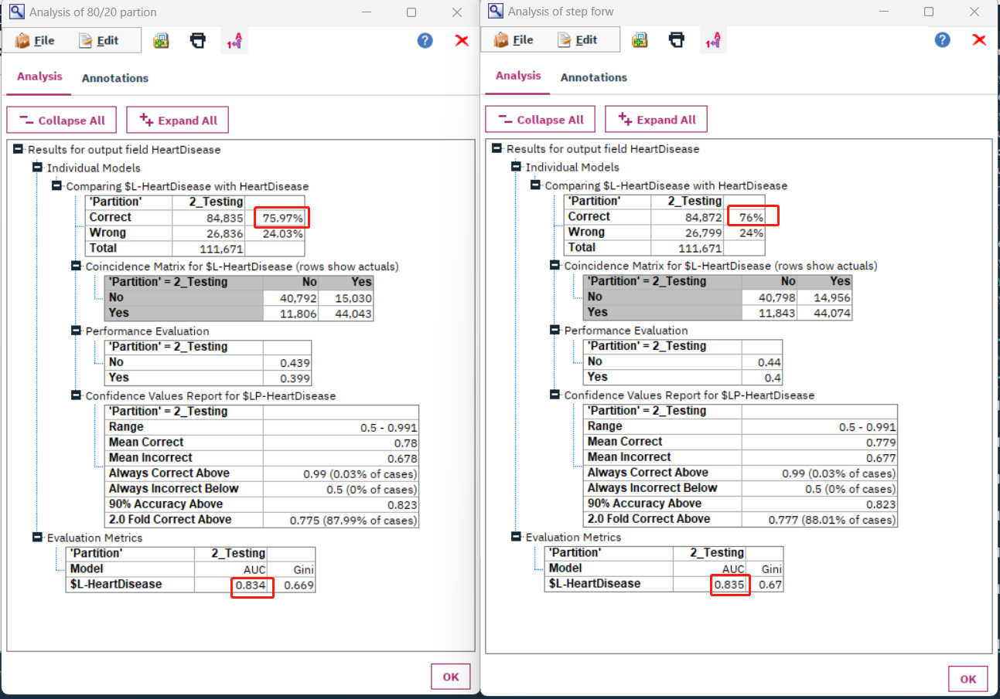 Analysis of 80/20 partion
File Edit
Analysis Annotations
Collapse All Expand All
Results for output field HeartDisease
Individual Models
Comparing $L-HeartDisease with HeartDisease
'Partition' 2_Testing
Correct 84,835 75.97%
Wrong 26,836 24.03%
Total 111,671
Coincidence Matrix for $L-HeartDisease (rows show actuals)
'Partition' = 2_Testing No Yes
No 40,792 15,030
Yes 11,806 44,043
Performance Evaluation
'Partition' = 2_Testing
No 0.439
Yes 0.399
Confidence Values Report for $LP-HeartDisease
'Partition' = 2_Testing
Range 0.5 - 0.991
Mean Correct 0.78
Mean Incorrect 0.678
Always Correct Above 0.99 (0.03% of cases)
Always Incorrect Below 0.5 (0% of cases)
90% Accuracy Above 0.823
2.0 Fold Correct Above 0.775 (87.99% of cases)
Evaluation Metrics
'Partition' 2_Testing
Model AUC Gini
$L-HeartDisease 0.834 0.669
OK
Analysis of step forw
File Edit
Analysis Annotations
Collapse All Expand All
Results for output field HeartDisease
Individual Models
Comparing $L-HeartDisease with HeartDisease
'Partition' 2_Testing
Correct 84,872 76%
Wrong 26,799 24%
Total 111,671
Coincidence Matrix for $L-HeartDisease (rows show actuals)
'Partition' = 2_Testing No Yes
No 40,798 14,956
Yes 11,843 44,074
Performance Evaluation
'Partition' = 2_Testing
No 0.44
Yes 0.4
Confidence Values Report for $LP-HeartDisease
'Partition' = 2_Testing
Range 0.5 - 0.991
Mean Correct 0.779
Mean Incorrect 0.677
Always Correct Above 0.99 (0.03% of cases)
Always Incorrect Below 0.5 (0% of cases)
90% Accuracy Above 0.823
2.0 Fold Correct Above 0.777 (88.01% of cases)
Evaluation Metrics
'Partition' 2_Testing
Model AUC Gini
$L-HeartDisease 0.835 0.67
OK